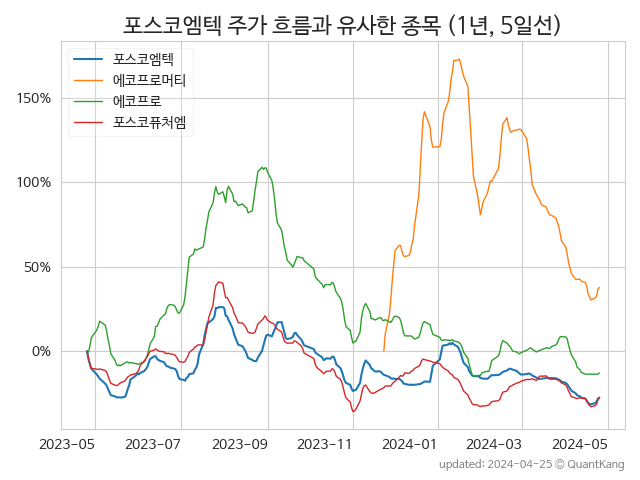 포스코엠텍 주가 흐름과 유사한 종목 (1년, 5일선)
포스코엠텍
에코프로머티
에코프로
포스코퓨처엠
150%
100%
50%
0%
2023-05 2023-07 2023-09 2023-11 2024-01 2024-03 2024-05
updated: 2024-04-25 © QuantKang